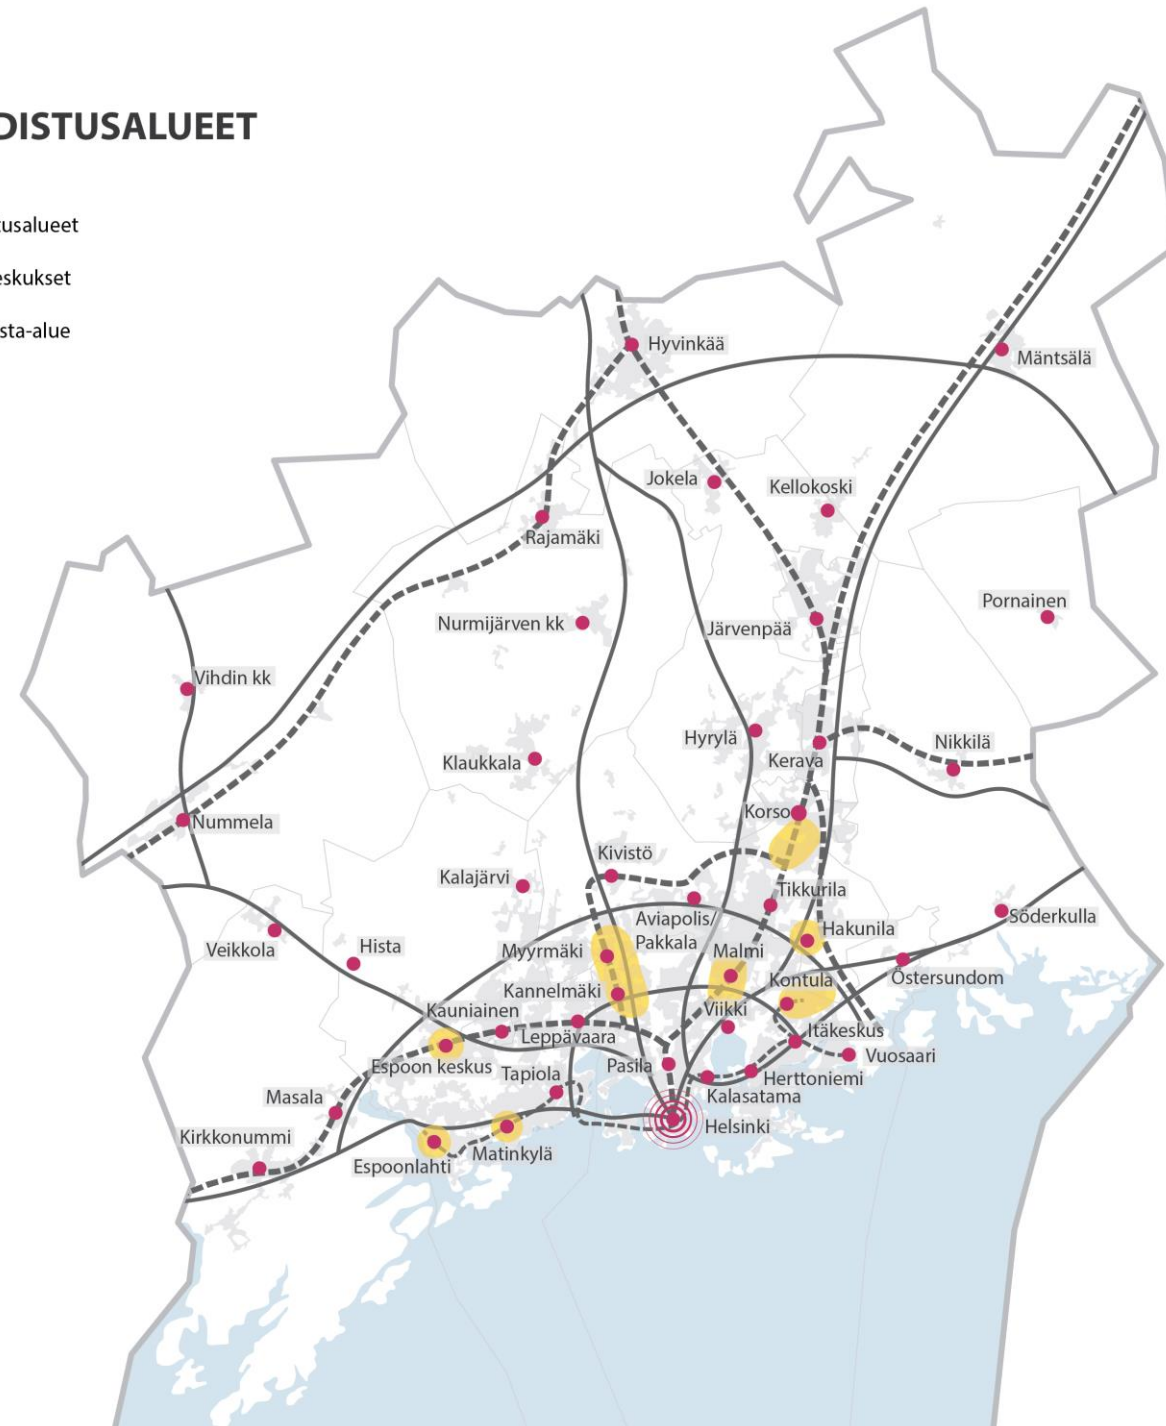 DISTUSALUEET
tusalueet
eskukset
sta-alue
Hyvinkää
Mäntsälä
Jokela
Kellokoski
Rajamäki
Pornainen
Nurmijärven kk
Järvenpää
Vihdin kk
Hyrylä
Nikkilä
Kerava
Klaukkala
Korso
Nummela
Kivistö
Kalajärvi
Tikkurila
Aviapolis/
Pakkala
Söderkulla
Hakunila
Veikkola
Hista
Myyrmäki
Malmi
Östersundom
Kontula
Kannelmäki
Kauniainen
Viikki
Itäkeskus
Leppävaara
Vuosaari
Espoon keskus
Pasila
Tapiola
Herttoniemi
Masala
Kalasatama
Helsinki
Kirkkonummi
Matinkylä
Espoonlahti